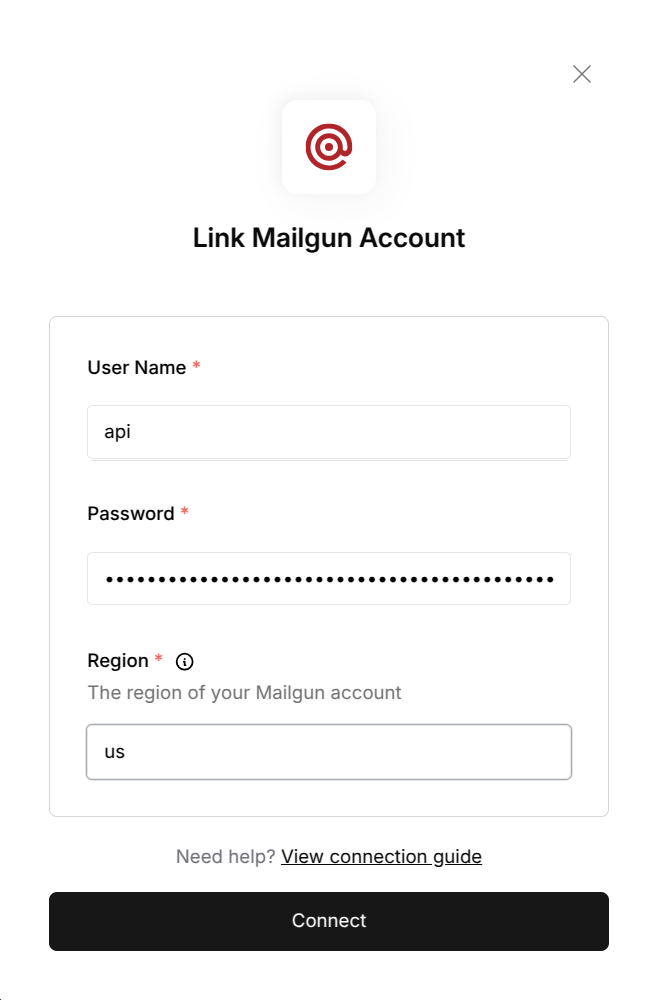 Link Mailgun Account
User Name *
api
Password *
•••••••••••••••••••••••••••••••••••••••••••
Region *
The region of your Mailgun account
us
Need help? View connection guide
Connect